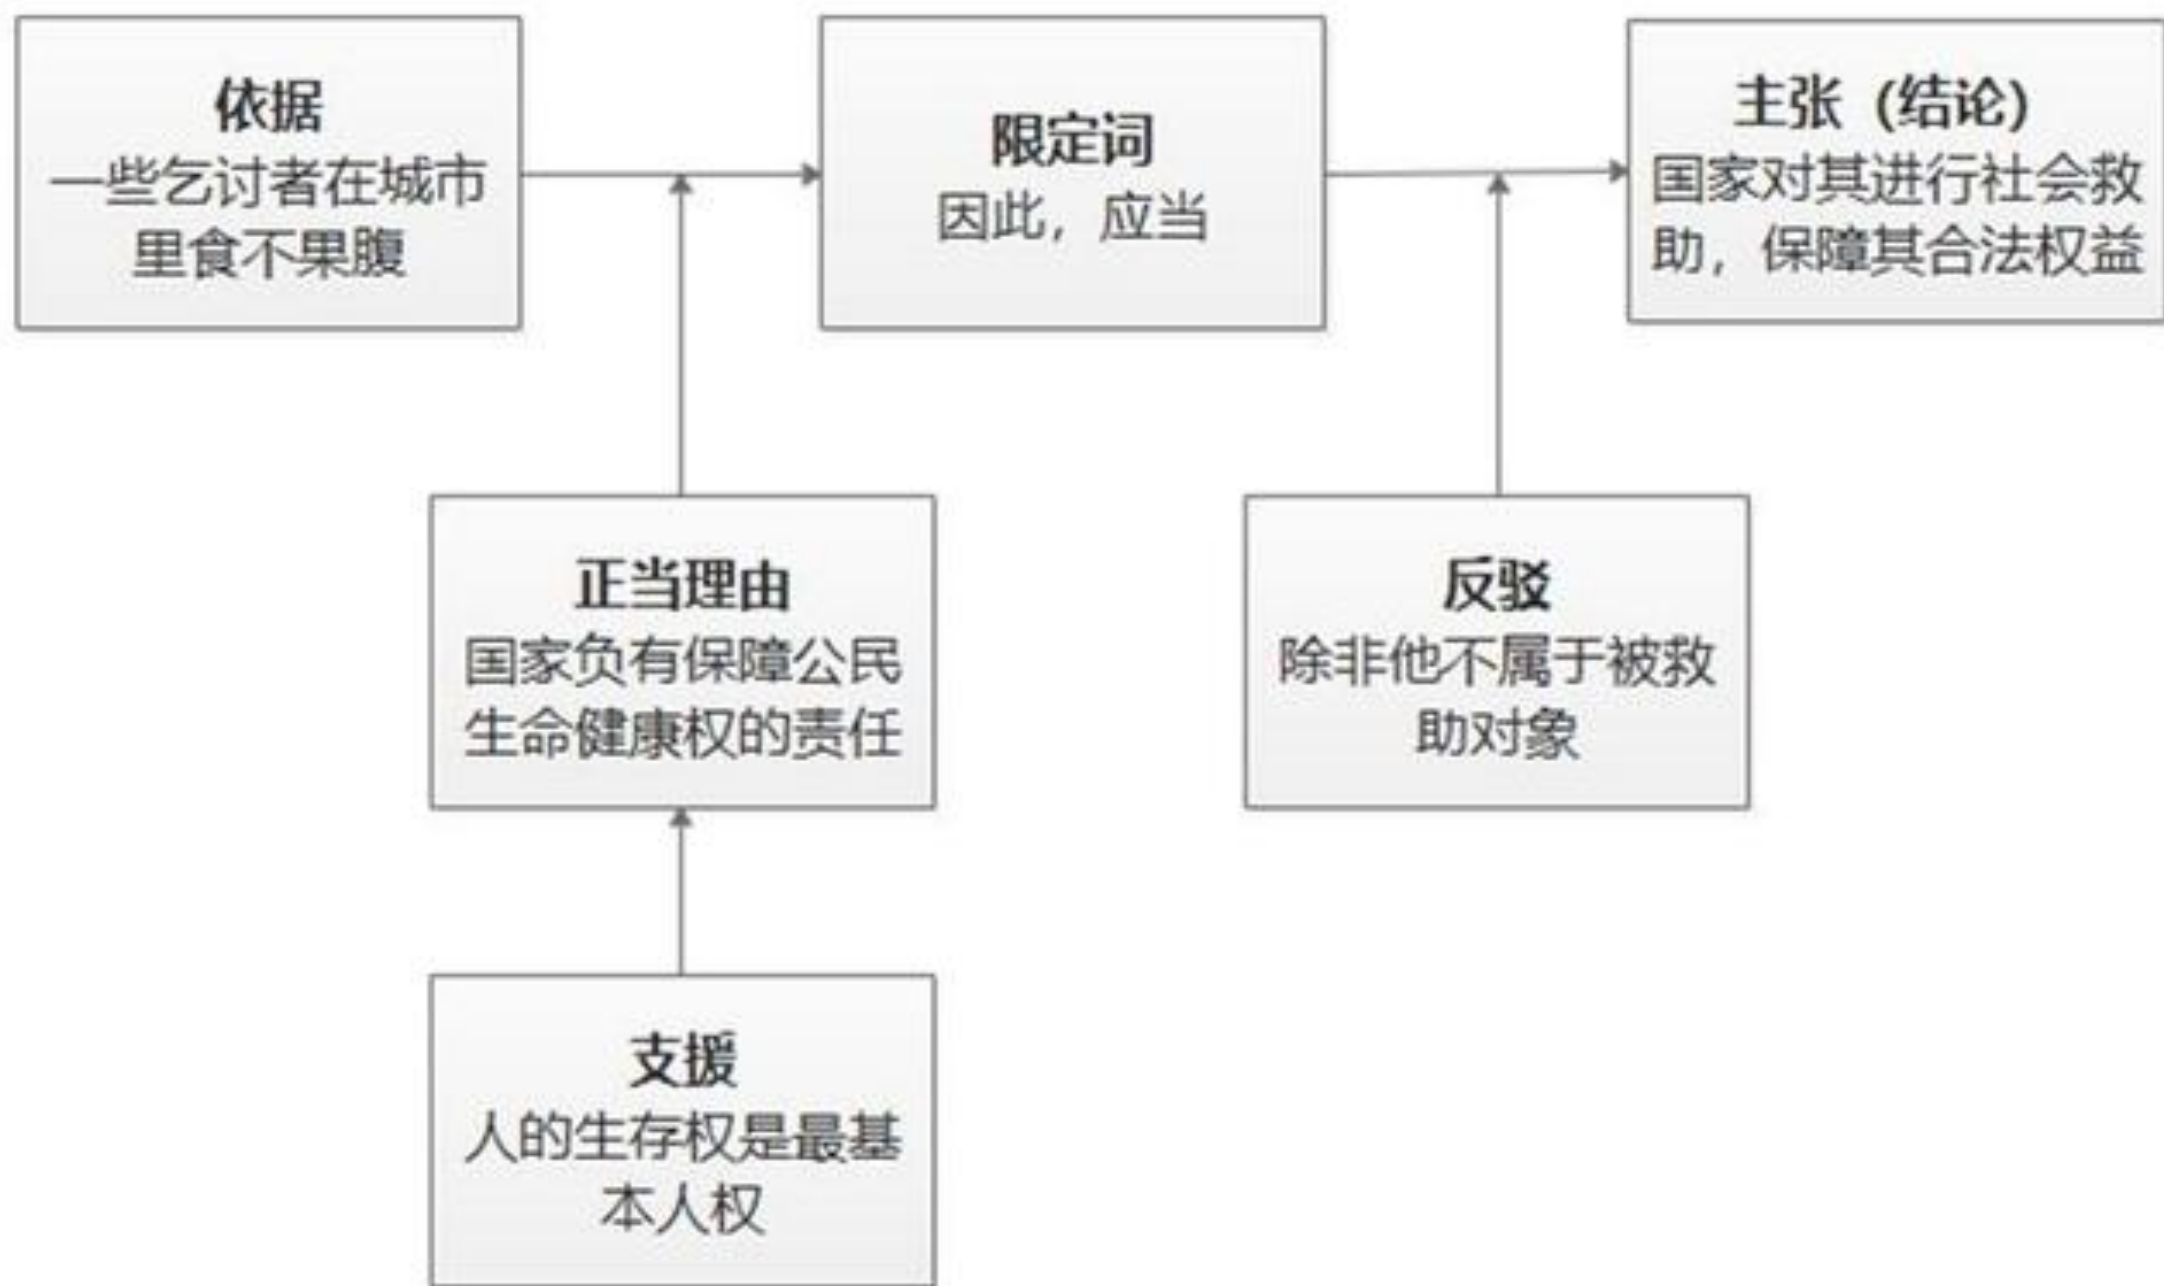 依据
一些乞讨者在城市
里食不果腹
限定词
因此，应当
主张（结论）
国家对其进行社会救
助，保障其合法权益
正当理由
国家负有保障公民
生命健康权的责任
反驳
除非他不属于被救
助对象
支援
人的生存权是最基
本人权